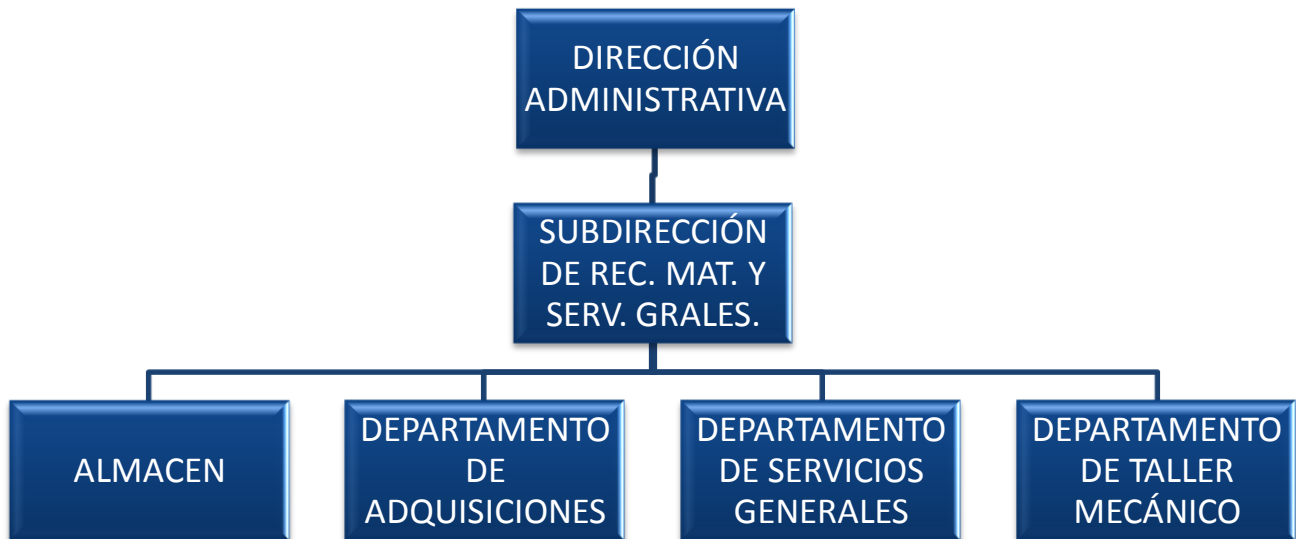 DIRECCIÓN
ADMINISTRATIVA
SUBDIRECCIÓN
DE REC. MAT. Y
SERV. GRALES.
ALMACEN
DEPARTAMENTO
DE
ADQUISICIONES
DEPARTAMENTO
DE SERVICIOS
GENERALES
DEPARTAMENTO
DE TALLER
MECÁNICO